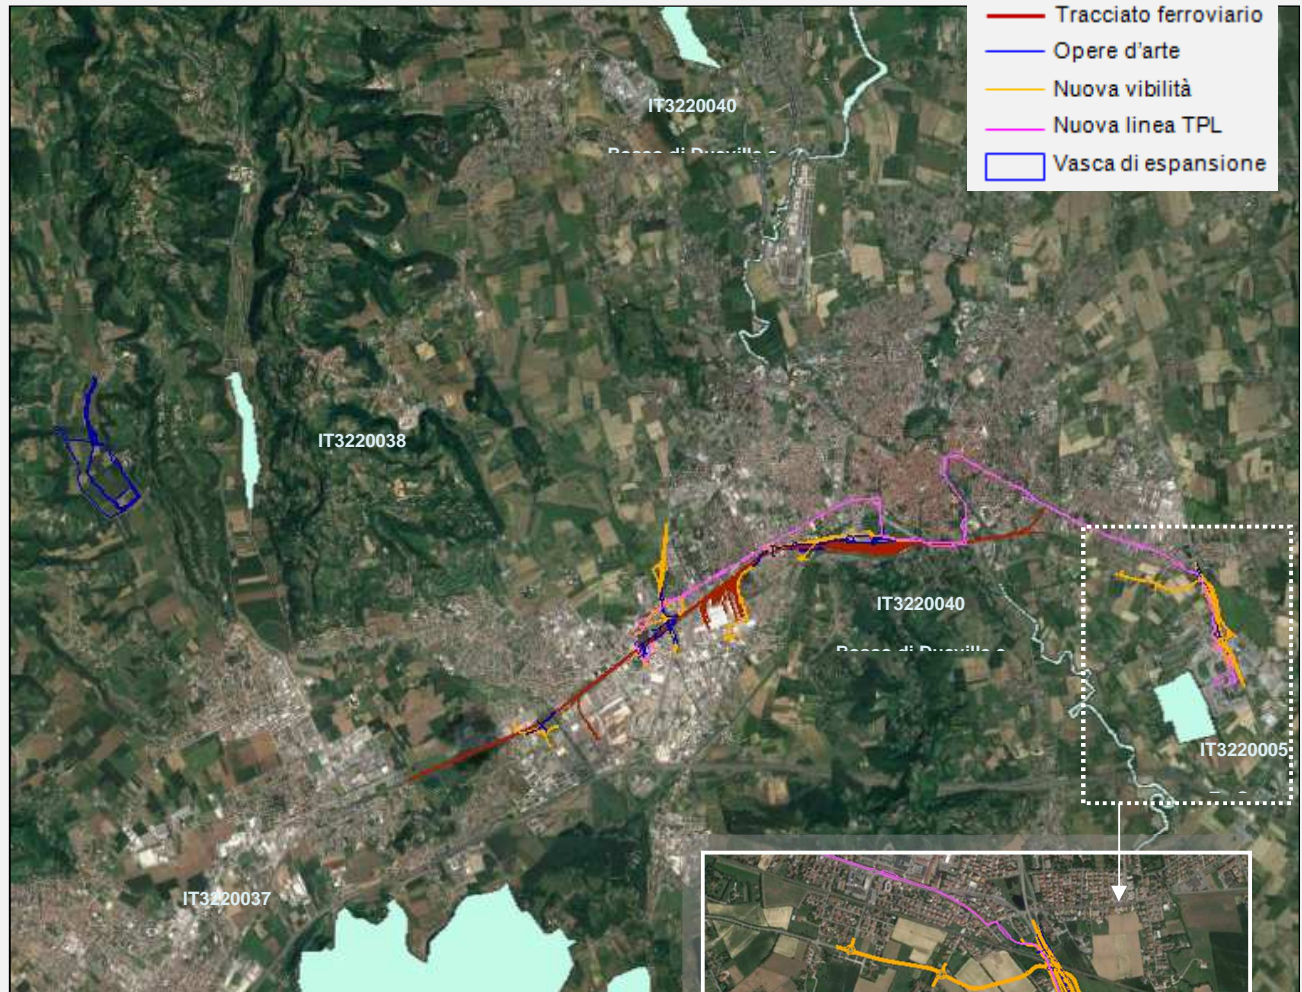 Tracciato ferroviario
Opere d'arte
Nuova vibilità
Nuova linea TPL
Vasca di espansione
IT3220040
IT3220038
IT3220040
IT3220005
IT3220037